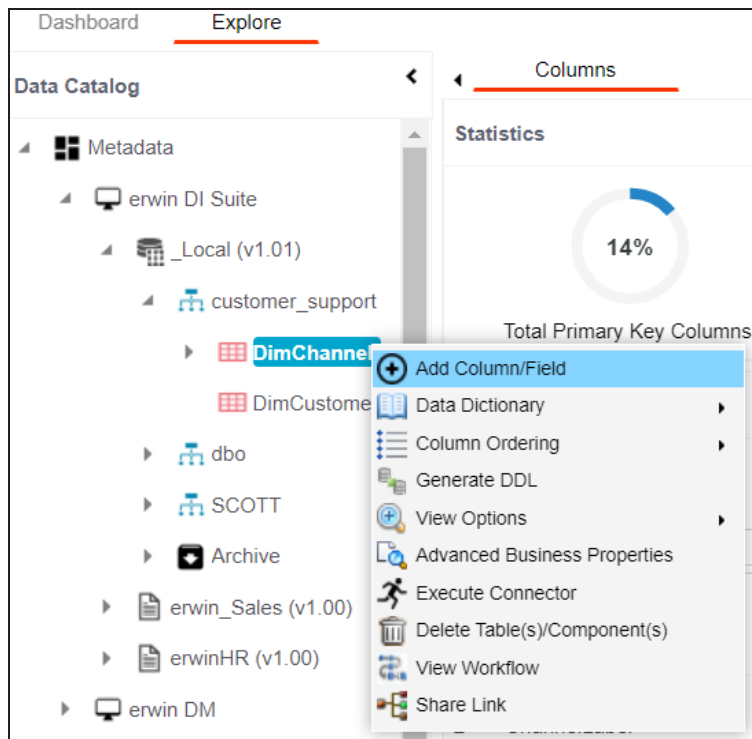 Dashboard Explore
Data Catalog
Columns
Statistics
Metadata
erwin DI Suite
_Local (v1.01)
14%
customer_support
Total Primary Key Columns
DimChannel
Add Column/Field
DimCustome
Data Dictionary
Column Ordering
dbo
Generate DDL
SCOTT
View Options
Archive
Advanced Business Properties
Execute Connector
erwin_Sales (v1.00)
Delete Table(s)/Component(s)
erwinHR (v1.00)
View Workflow
Share Link
erwin DM